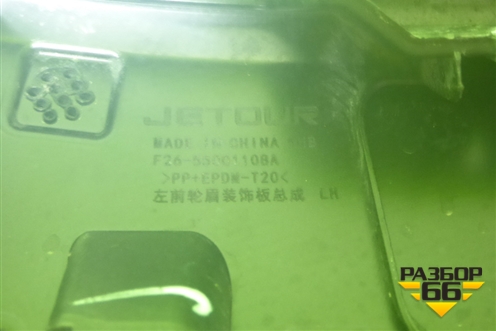 JETOUR
MADE IN CHINA
F26-5500110BA
>PP+EPDM-T20<
左前轮眉装饰板总成 LH
РАЗБОР
66